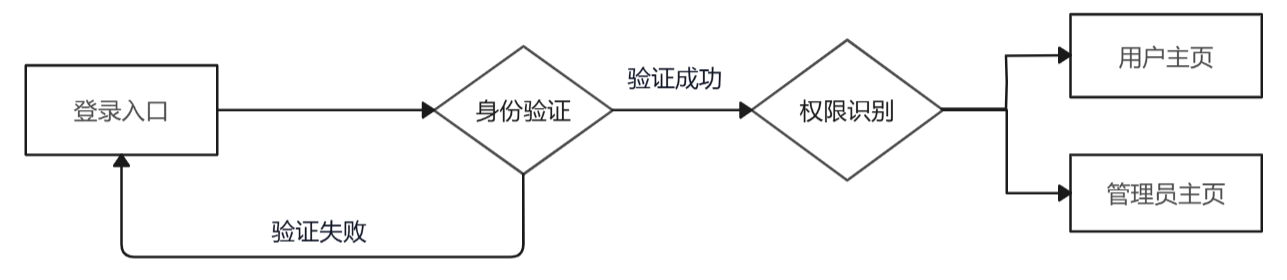 登录入口
身份验证
验证成功
权限识别
用户主页
管理员主页
验证失败